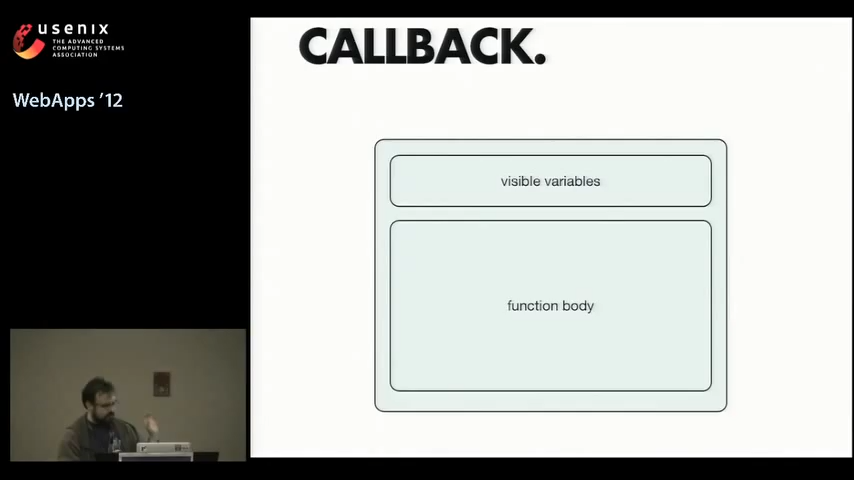 usenix
THE ADVANCED
COMPUTING SYSTEMS
ASSOCIATION
WebApps '12
CALLBACK.
visible variables
function body